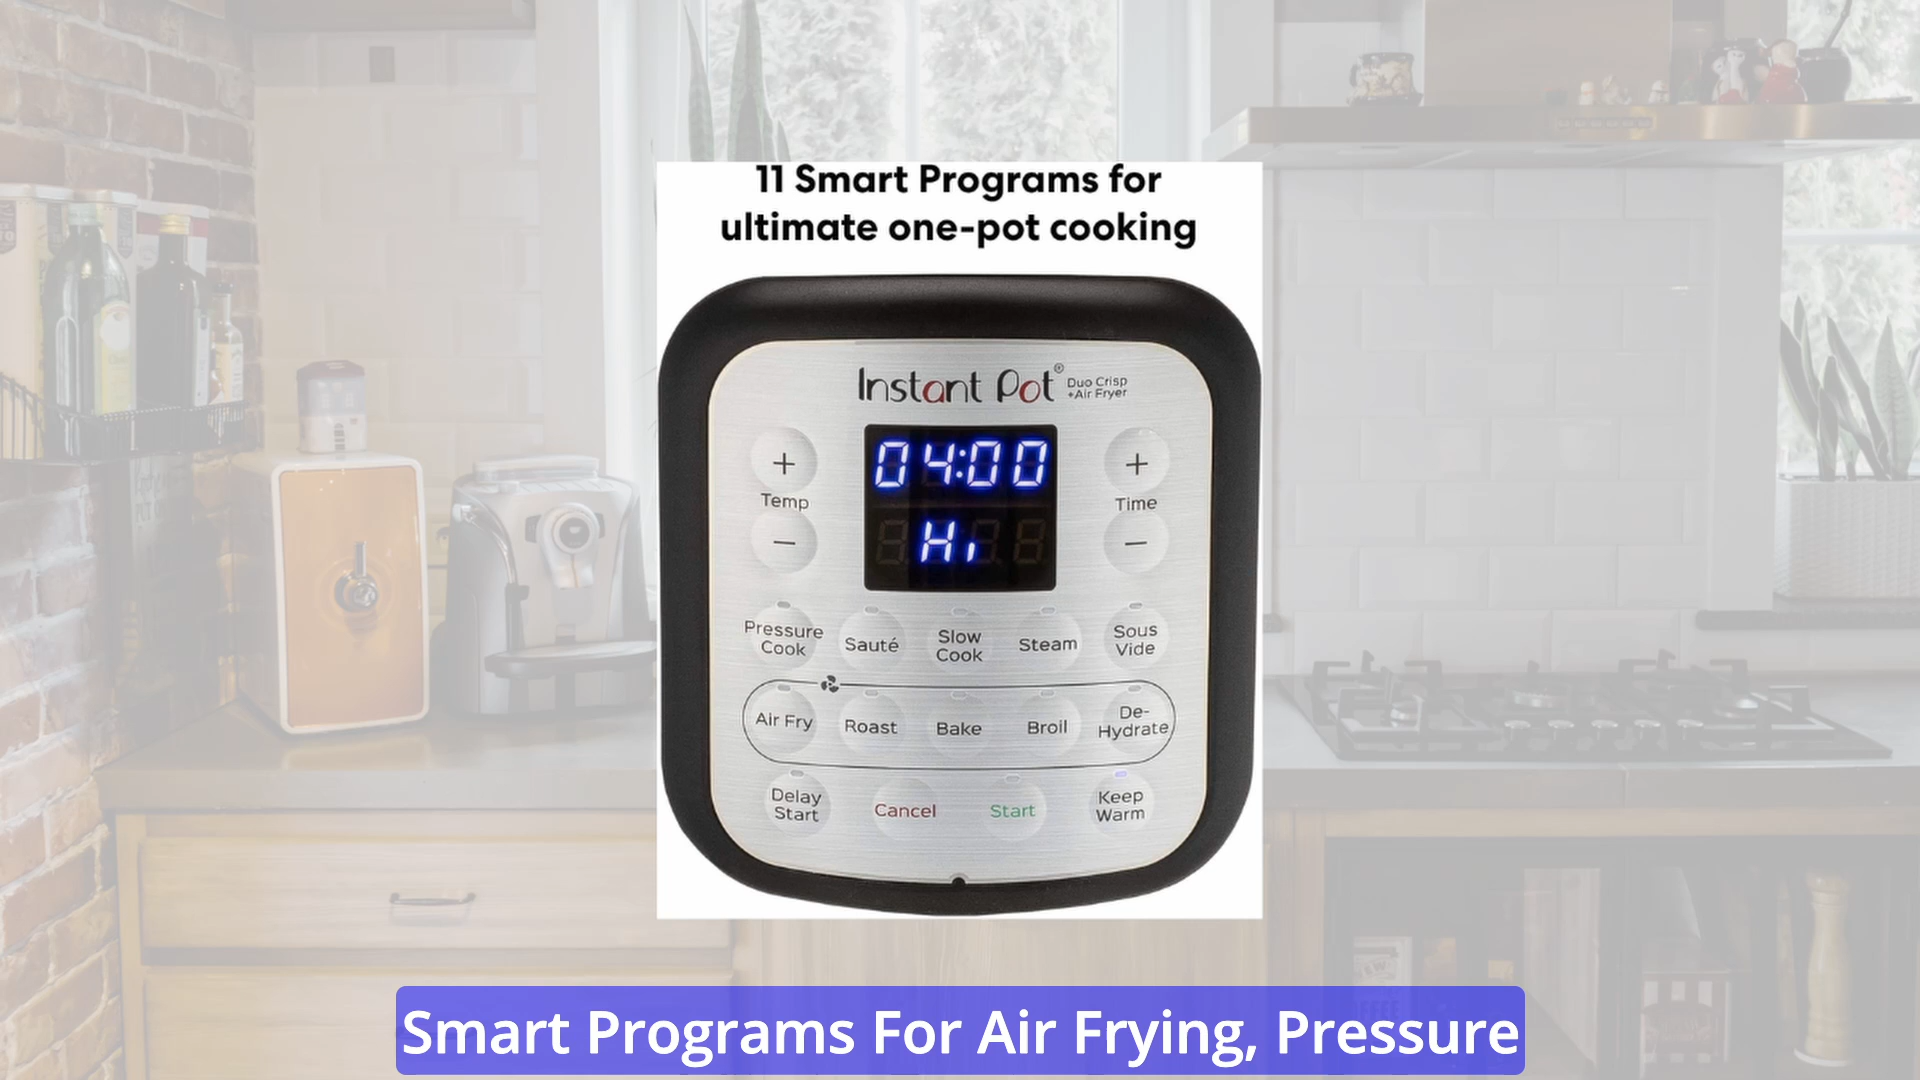 11 Smart Programs for
ultimate one-pot cooking
Instant Pot® Duo Crisp
+Air Fryer
04:00
Hi
+ +
Temp Time
− −
Pressure
Cook
Sauté
Slow
Cook
Steam
Sous
Vide
Air Fry
Roast
Bake
Broil
De-
Hydrate
Delay
Start
Cancel
Start
Keep
Warm
Smart Programs For Air Frying, Pressure